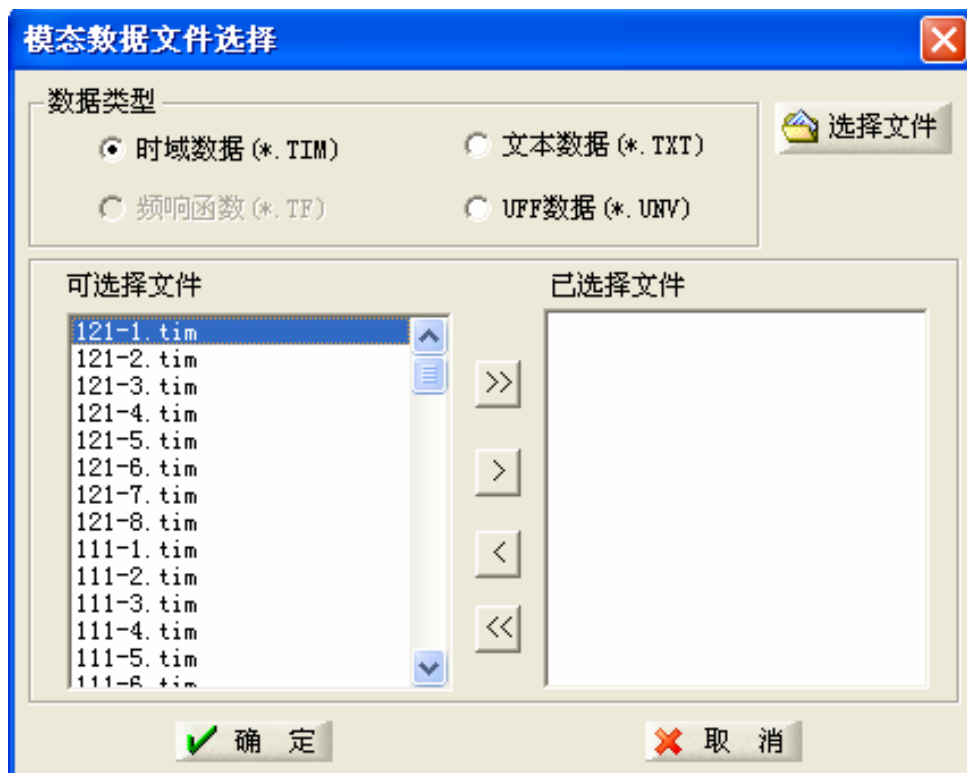 模态数据文件选择
数据类型
时域数据(*.TIM)
文本数据(*.TXT)
选择文件
频响函数(*.TF)
UFF数据(*.UNV)
可选择文件
已选择文件
121-1.tim
121-2.tim
121-3.tim
121-4.tim
121-5.tim
121-6.tim
121-7.tim
121-8.tim
111-1.tim
111-2.tim
111-3.tim
111-4.tim
111-5.tim
111-6.tim
>>
>
<
<<
确 定
取 消